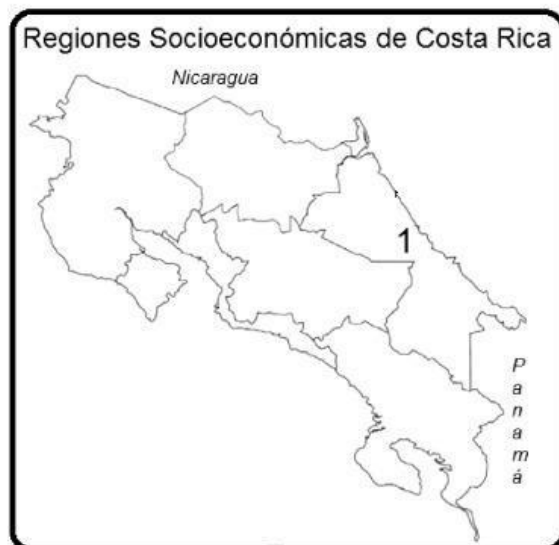 Regiones Socioeconómicas de Costa Rica
Nicaragua
1
P
a
n
a
m
á